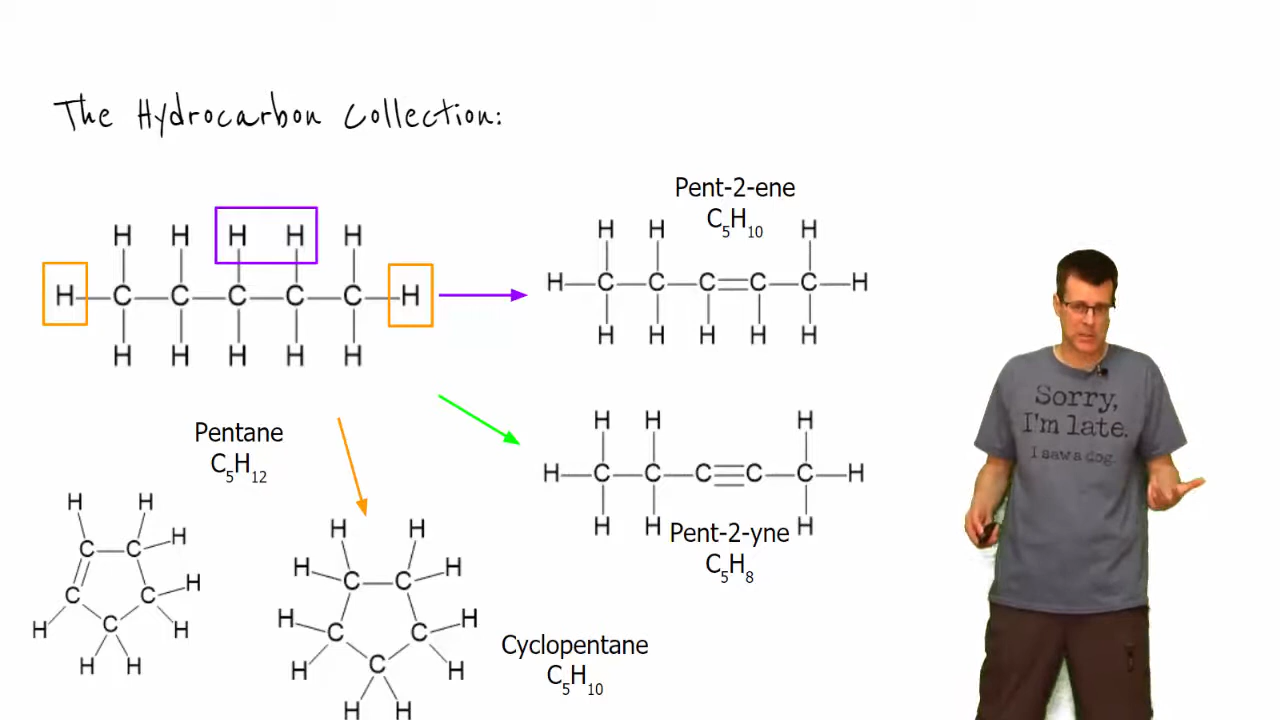 The Hydrocarbon Collection:
Pent-2-ene
C₅H₁₀
H H H
H C C C C C H
H H H H H
H H H H H
H C C C C C H
H H H H H
Pentane
C₅H₁₂
H H H
H C C C C C H
H H H
Pent-2-yne
C₅H₈
Sorry,
I'm late.
I saw a dog.
H H
C C H
C C H
H C H
H H
H H
H C C H
H C C H
H C H
H H
Cyclopentane
C₅H₁₀